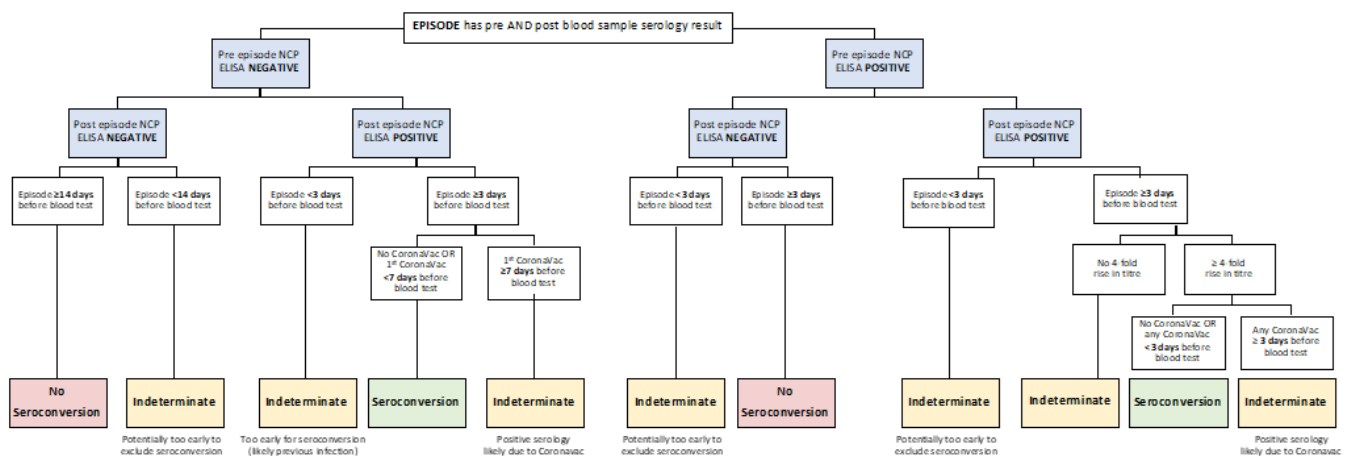 EPISODE has pre AND post blood sample serology result
Pre episode NCP
ELISA NEGATIVE
Pre episode NCP
ELISA POSITIVE
Post episode NCP
ELISA NEGATIVE
Post episode NCP
ELISA POSITIVE
Post episode NCP
ELISA NEGATIVE
Post episode NCP
ELISA POSITIVE
Episode ≥14 days
before blood test
Episode <14 days
before blood test
Episode <3 days
before blood test
Episode ≥3 days
before blood test
Episode <3 days
before blood test
Episode ≥3 days
before blood test
Episode <3 days
before blood test
Episode ≥3 days
before blood test
No CoronaVac OR
1st CoronaVac
<7 days before
blood test
1st CoronaVac
≥7 days before
blood test
No 4 fold
rise in titre
≥ 4 fold
rise in titre
No CoronaVac OR
any CoronaVac
<3 days before
blood test
Any CoronaVac
≥ 3 days before
blood test
No
Seroconversion
Indeterminate
Indeterminate
Seroconversion
Indeterminate
Indeterminate
No
Seroconversion
Indeterminate
Indeterminate
Seroconversion
Indeterminate
Potentially too early to
exclude seroconversion
Too early for seroconversion
(likely previous infection)
Positive serology
likely due to Coronavac
Potentially too early to
exclude seroconversion
Potentially too early to
exclude seroconversion
Positive serology
likely due to Coronavac